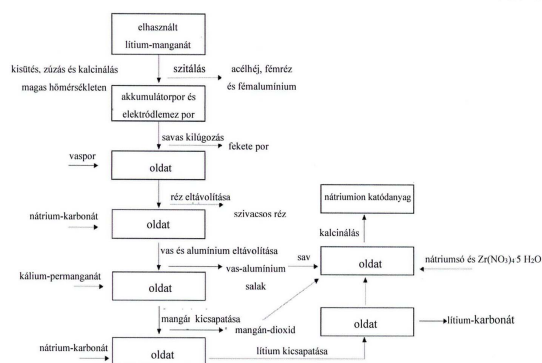 elhasznált
lítium-manganát
kisütés, zúzás és kalcinálás
magas hőmérsékleten
szitálás
acélhéj, fémréz
és fémalumínium
akkumulátorpor és
elektródlemez por
savas kilúgozás
fekete por
vaspor
oldat
réz eltávolítása
szivacsos réz
nátrium-karbonát
oldat
nátriumion katódanyag
kalcinálás
vas és alumínium eltávolítása
vas-alumínium
salak
sav
oldat
nátriumsó és Zr(NO₃)₄ 5 H₂O
kálium-permanganát
oldat
mangán kicsapatása
mangán-dioxid
oldat
lítium-karbonát
nátrium-karbonát
oldat
lítium kicsapatása